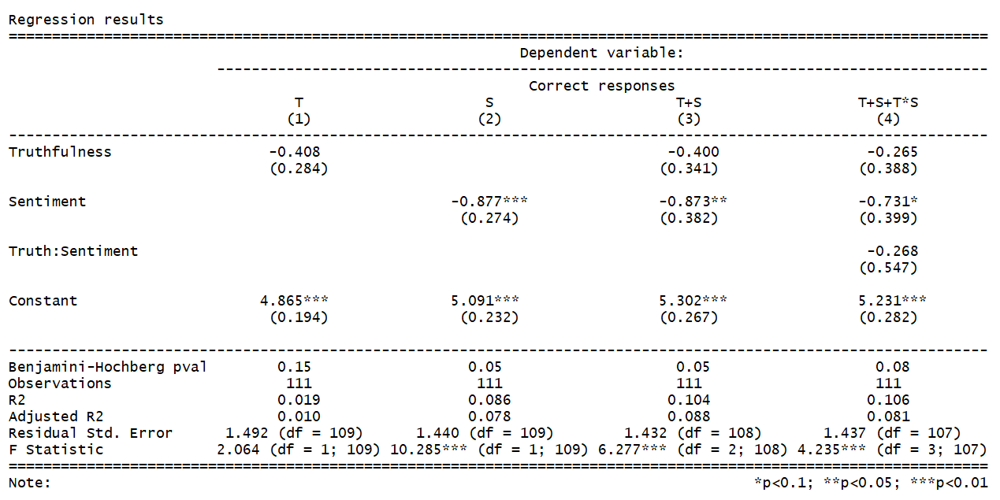 Regression results
==========================================================================================
Dependent variable:
-----------------------------------------------------------------------
Correct responses
T S T+S T+S+T*S
(1) (2) (3) (4)
------------------------------------------------------------------------------------------
Truthfulness -0.408 -0.400 -0.265
(0.284) (0.341) (0.388)
Sentiment -0.877*** -0.873** -0.731*
(0.274) (0.382) (0.399)
Truth:Sentiment -0.268
(0.547)
Constant 4.865*** 5.091*** 5.302*** 5.231***
(0.194) (0.232) (0.267) (0.282)
------------------------------------------------------------------------------------------
Benjamini-Hochberg pval 0.15 0.05 0.05 0.08
Observations 111 111 111 111
R2 0.019 0.086 0.104 0.106
Adjusted R2 0.010 0.078 0.088 0.081
Residual Std. Error 1.492 (df = 109) 1.440 (df = 109) 1.432 (df = 108) 1.437 (df = 107)
F Statistic 2.064 (df = 1; 109) 10.285*** (df = 1; 109) 6.277*** (df = 2; 108) 4.235*** (df = 3; 107)
==========================================================================================
Note: *p<0.1; **p<0.05; ***p<0.01